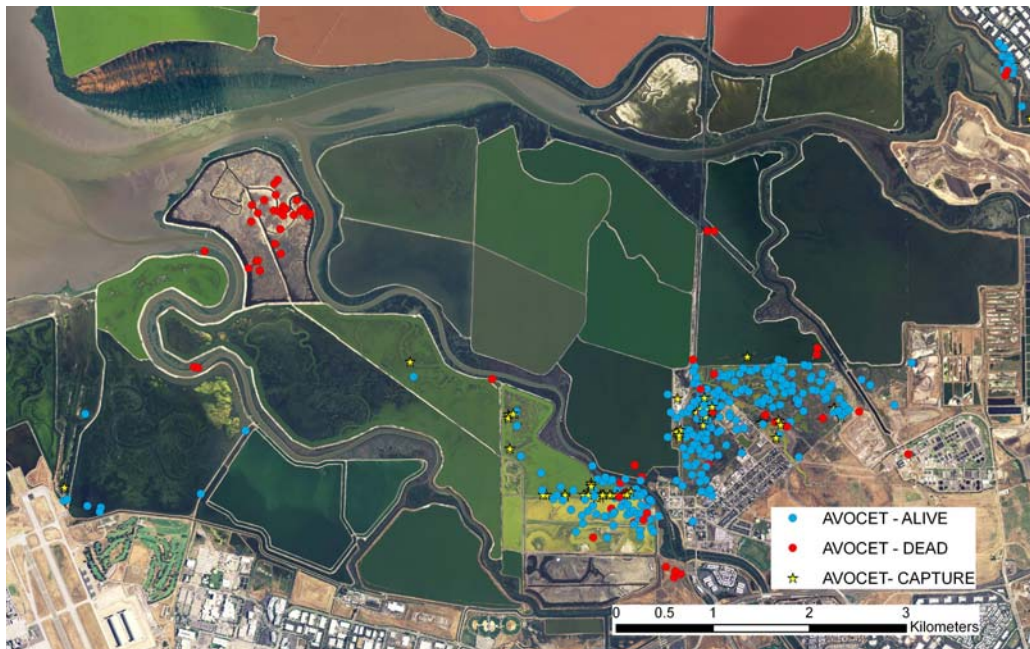 AVOCET - ALIVE
AVOCET - DEAD
AVOCET- CAPTURE
0 0.5 1 2 3
Kilometers